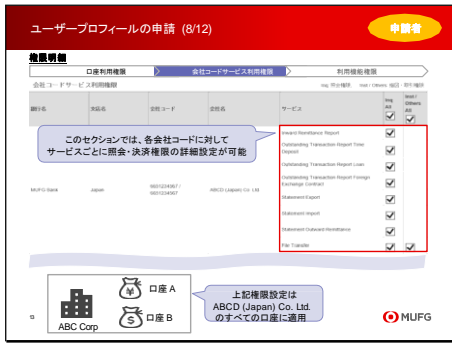 ユーザープロフィールの申請 (8/12)
申請者
権限明細
口座利用権限
会社コードサービス利用権限
利用機能権限
会社コードサービス利用権限
Inq All
Inst / Others All
銀行名
支店名
会社コード
会社名
サービス
このセクションでは、各会社コードに対して
サービスごとに照会・決済権限の詳細設定が可能
Inward Remittance Report
Outstanding Transaction Report Time
Deposit
Outstanding Transaction Report Loan
Outstanding Transaction Report Foreign
Exchange Contract
MUFG Bank
Japan
ABCD (Japan) Co. Ltd
Statement Export
Statement Import
Statement Outward Remittance
File Transfer
口座 A
口座 B
ABC Corp
上記権限設定は
ABCD (Japan) Co. Ltd.
のすべての口座に適用
MUFG